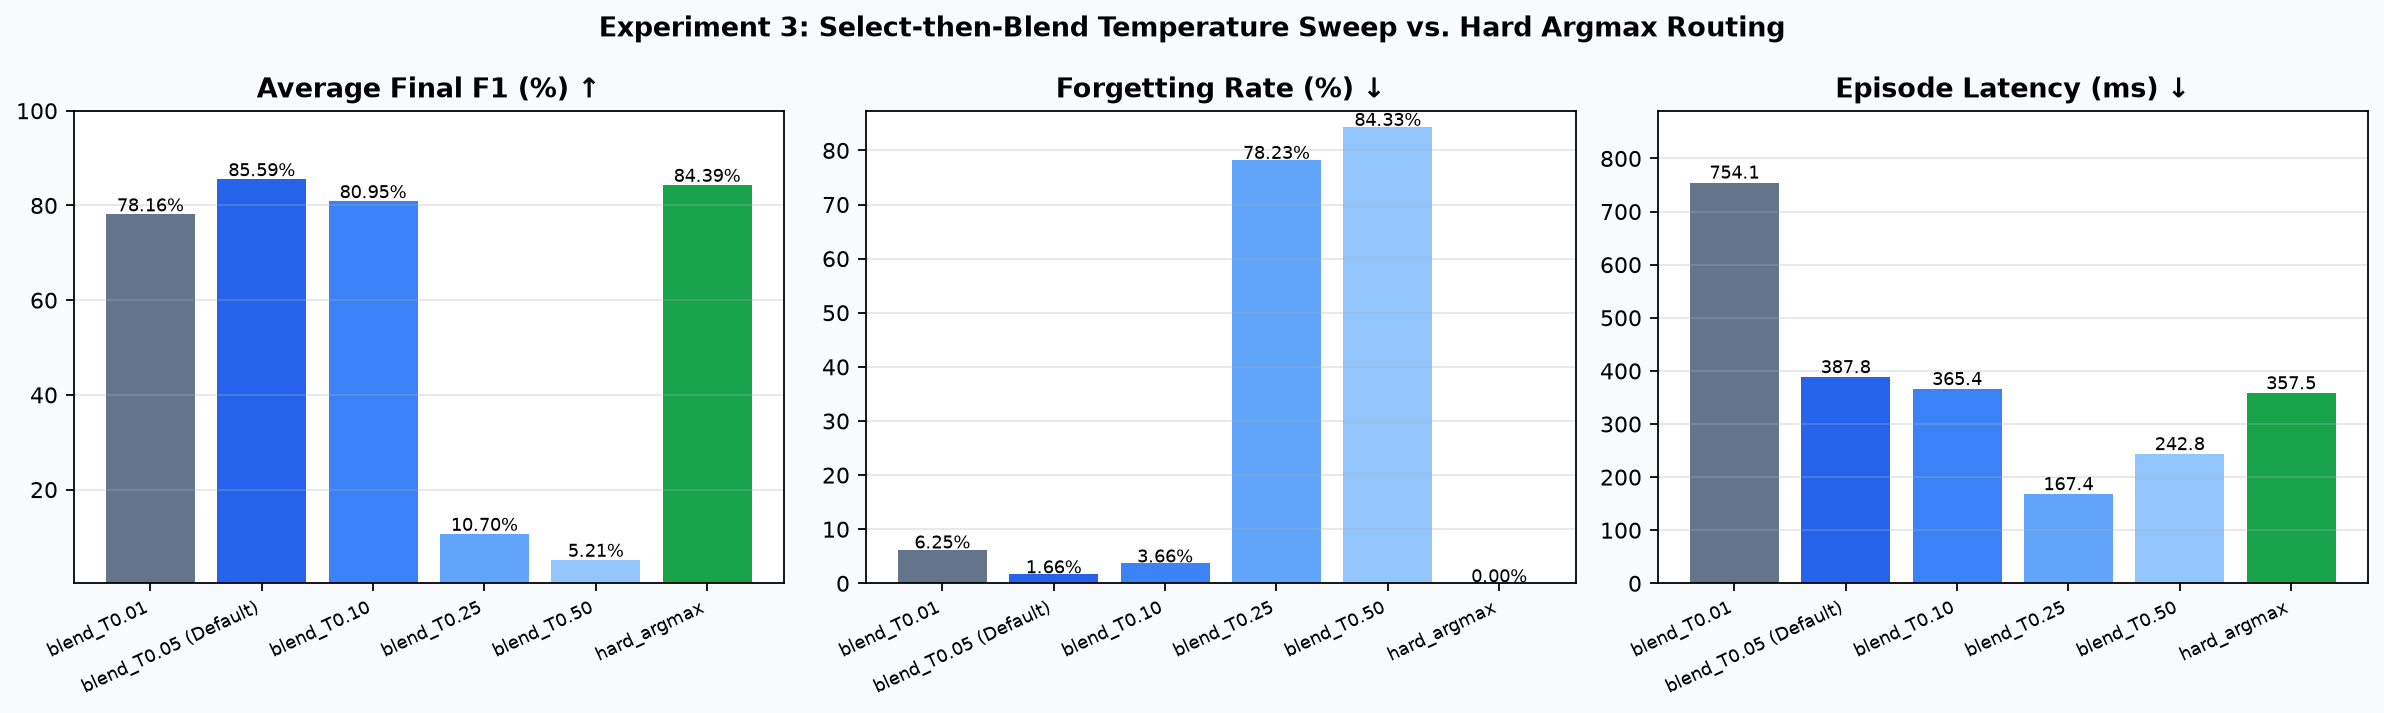 Experiment 3: Select-then-Blend Temperature Sweep vs. Hard Argmax Routing
Average Final F1 (%) ↑
100
80
60
40
20
78.16%
85.59%
80.95%
10.70%
5.21%
84.39%
blend_T0.01
blend_T0.05 (Default)
blend_T0.10
blend_T0.25
blend_T0.50
hard_argmax
Forgetting Rate (%) ↓
80
70
60
50
40
30
20
10
0
6.25%
1.66%
3.66%
78.23%
84.33%
0.00%
blend_T0.01
blend_T0.05 (Default)
blend_T0.10
blend_T0.25
blend_T0.50
hard_argmax
Episode Latency (ms) ↓
800
700
600
500
400
300
200
100
0
754.1
387.8
365.4
167.4
242.8
357.5
blend_T0.01
blend_T0.05 (Default)
blend_T0.10
blend_T0.25
blend_T0.50
hard_argmax